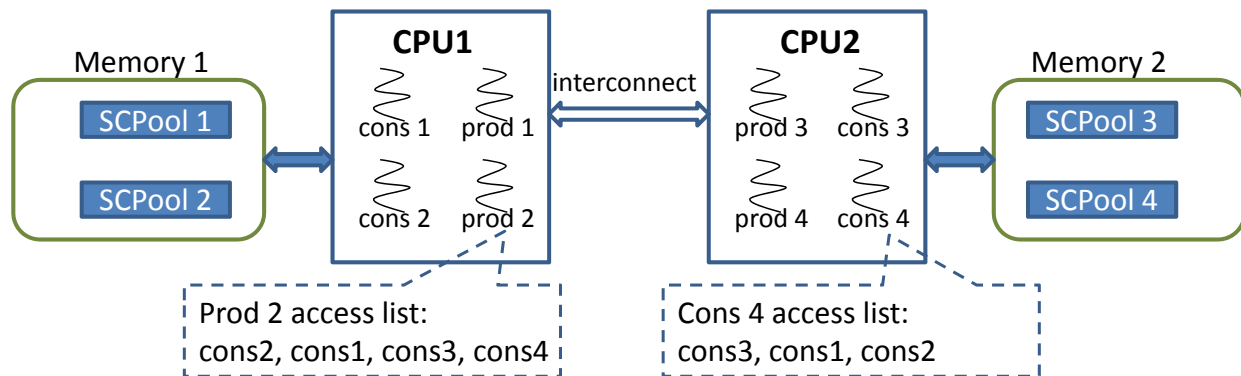 Memory 1
SCPool 1
SCPool 2
CPU1
cons 1
prod 1
cons 2
prod 2
interconnect
CPU2
prod 3
cons 3
prod 4
cons 4
Memory 2
SCPool 3
SCPool 4
Prod 2 access list:
cons2, cons1, cons3, cons4
Cons 4 access list:
cons3, cons1, cons2